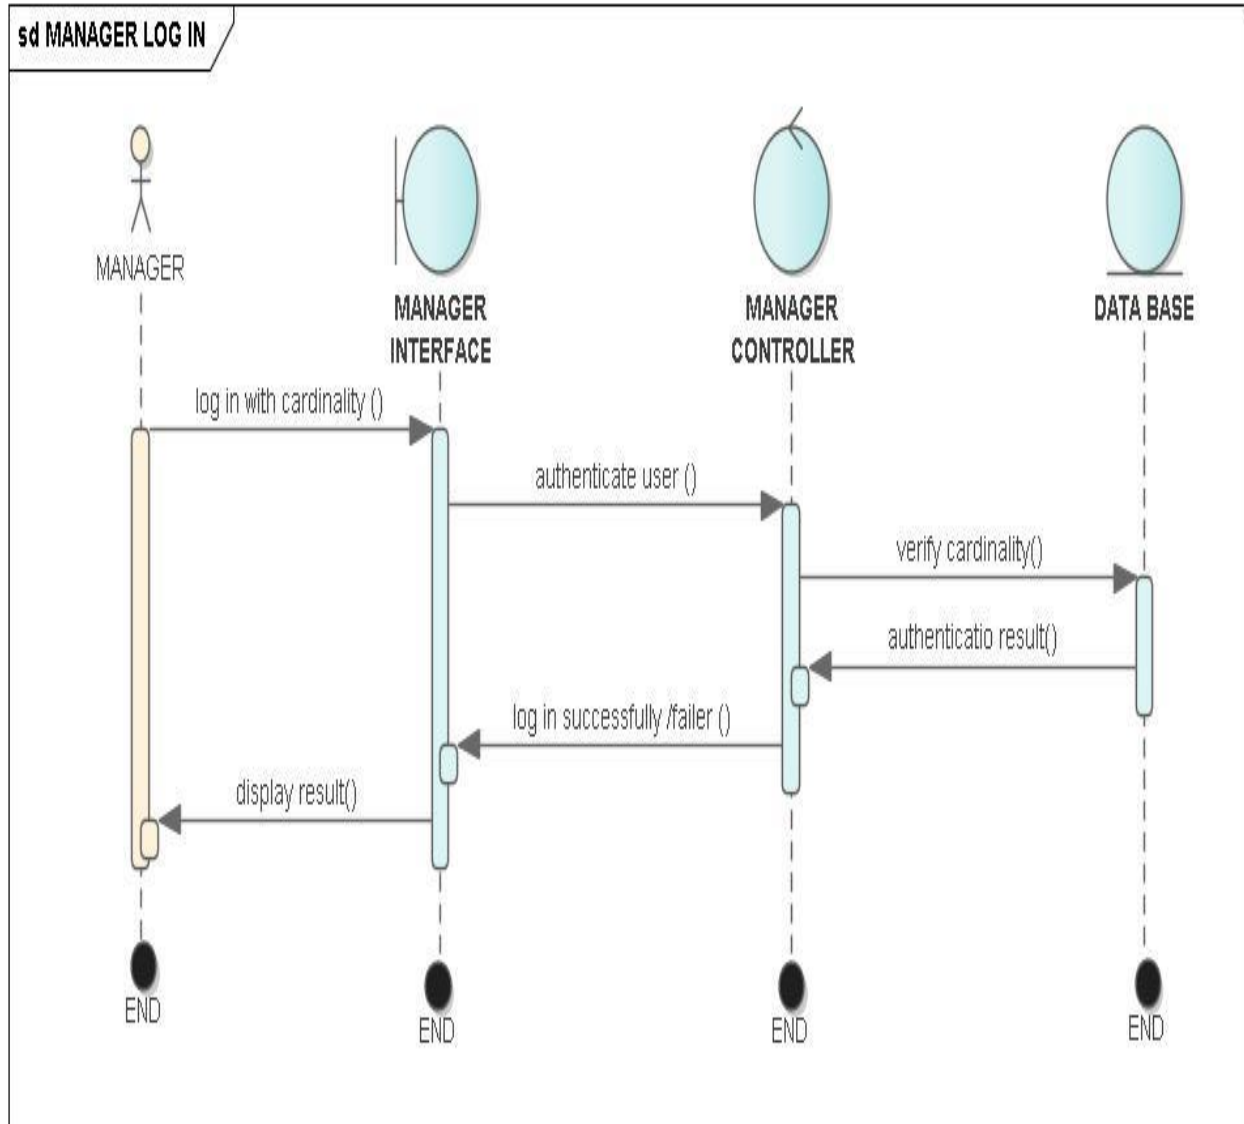 sd MANAGER LOG IN
MANAGER
MANAGER
INTERFACE
MANAGER
CONTROLLER
DATA BASE
log in with cardinality ()
authenticate user ()
verify cardinality()
authenticatio result()
log in successfully /failer ()
display result()
END
END
END
END